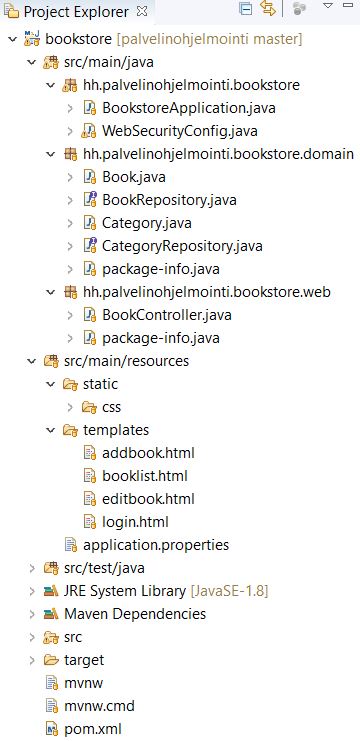 Project Explorer
bookstore [palvelinohjelmointi master]
src/main/java
hh.palvelinohjelmointi.bookstore
BookstoreApplication.java
WebSecurityConfig.java
hh.palvelinohjelmointi.bookstore.domain
Book.java
BookRepository.java
Category.java
CategoryRepository.java
package-info.java
hh.palvelinohjelmointi.bookstore.web
BookController.java
package-info.java
src/main/resources
static
css
templates
addbook.html
booklist.html
editbook.html
login.html
application.properties
src/test/java
JRE System Library [JavaSE-1.8]
Maven Dependencies
src
target
mvnw
mvnw.cmd
pom.xml